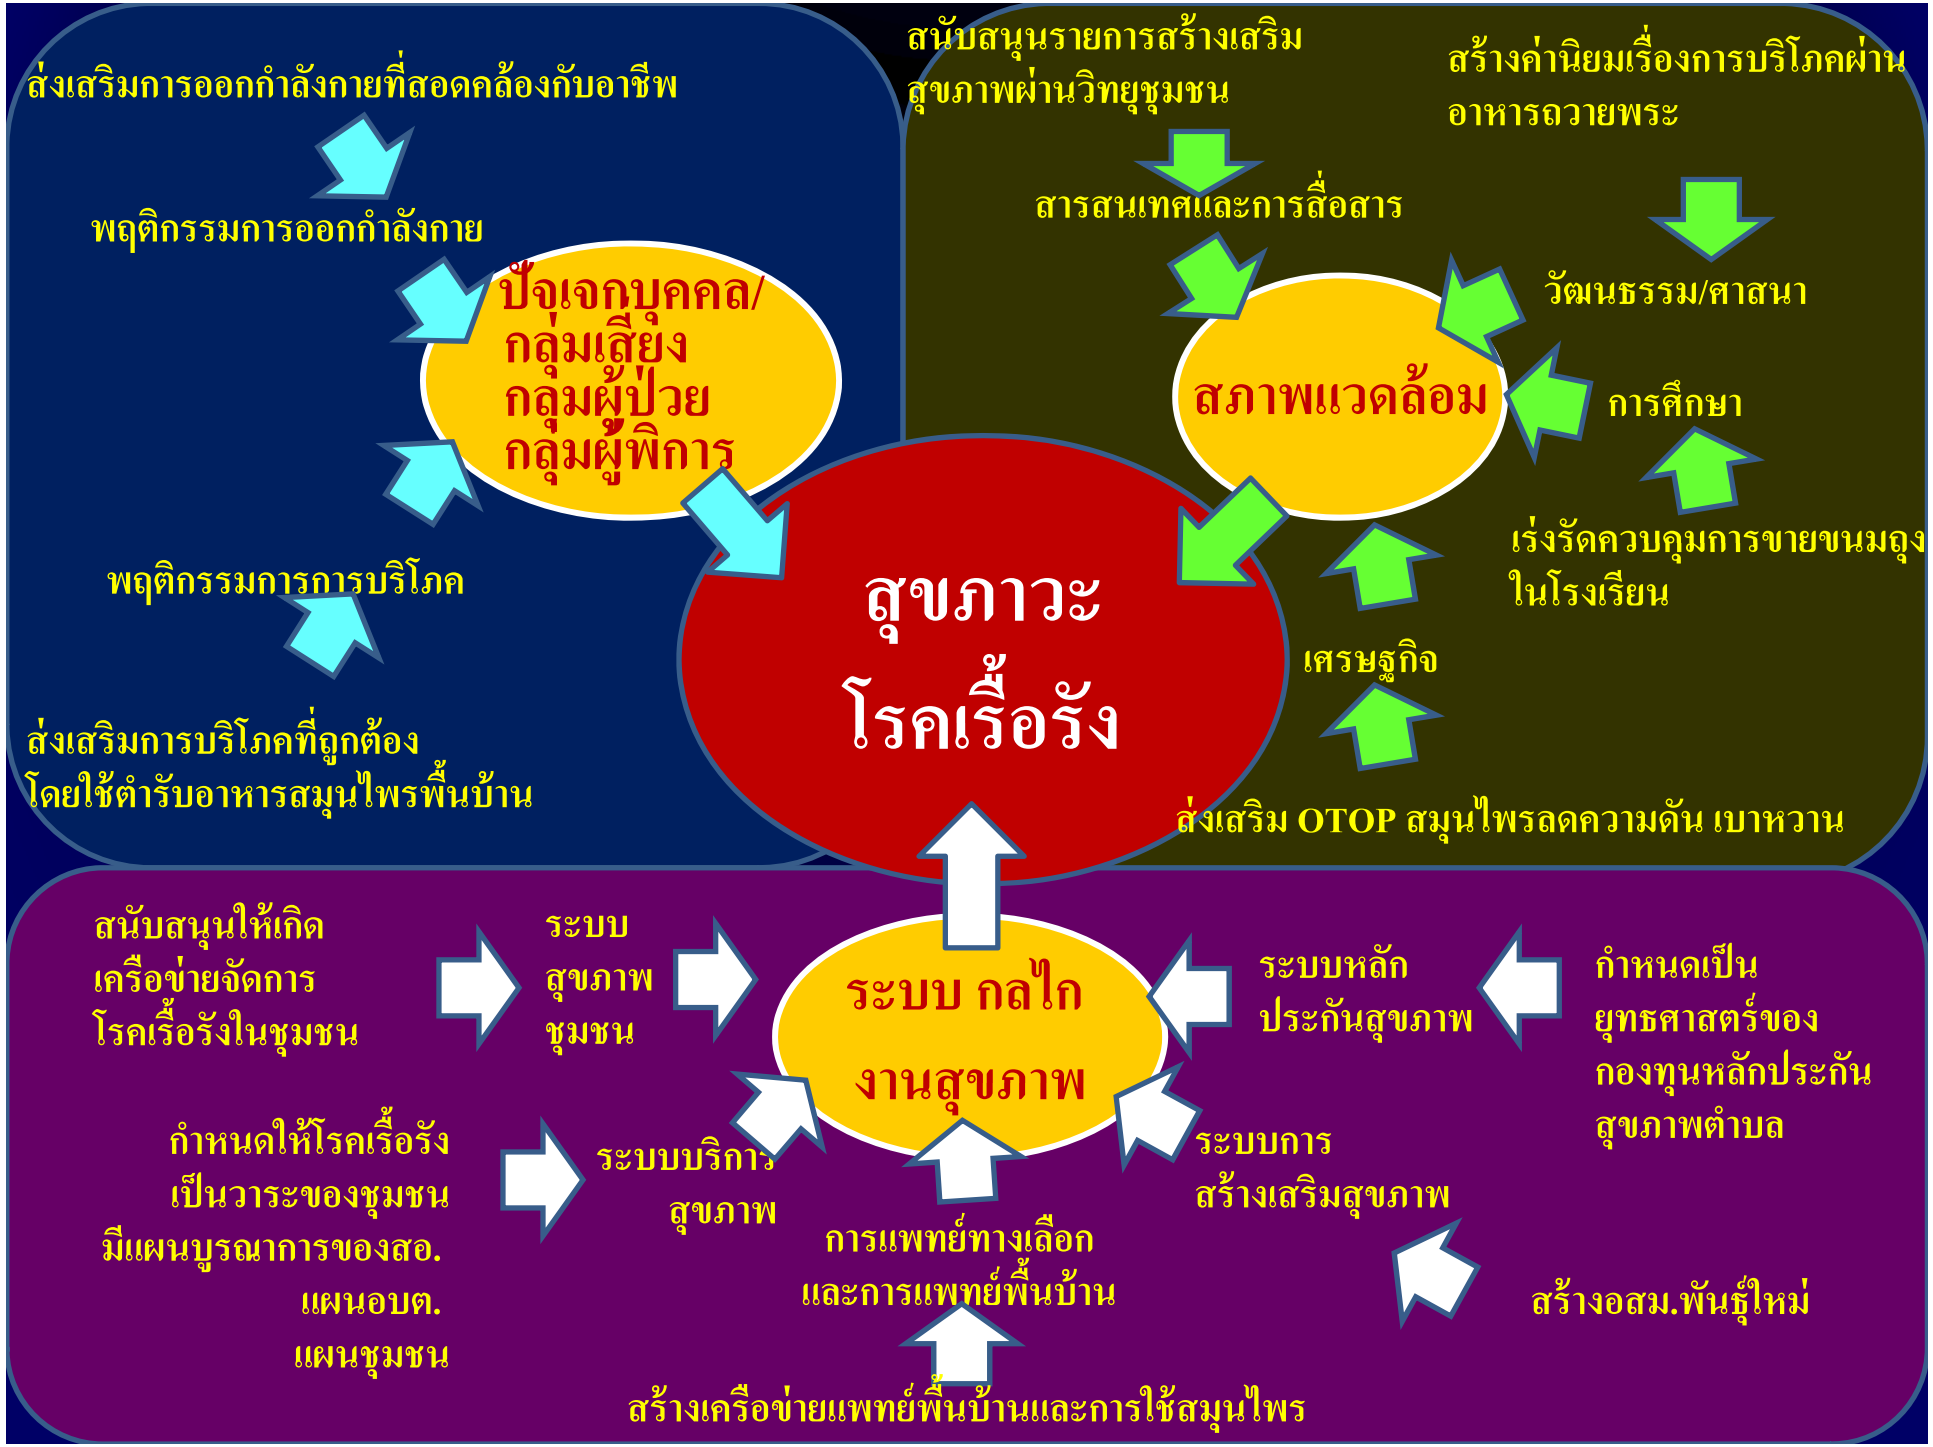 ส่งเสริมการออกกำลังกายที่สอดคล้องกับอาชีพ
พฤติกรรมการออกกำลังกาย
ปัจเจกบุคคล/
กลุ่มเสี่ยง
กลุ่มผู้ป่วย
กลุ่มผู้พิการ
พฤติกรรมการการบริโภค
ส่งเสริมการบริโภคที่ถูกต้อง
โดยใช้ตำรับอาหารสมุนไพรพื้นบ้าน
สนับสนุนรายการสร้างเสริม
สุขภาพผ่านวิทยุชุมชน
สารสนเทศและการสื่อสาร
สร้างค่านิยมเรื่องการบริโภคผ่าน
อาหารถวายพระ
วัฒนธรรม/ศาสนา
สภาพแวดล้อม
การศึกษา
เร่งรัดควบคุมการขายขนมถุง
ในโรงเรียน
เศรษฐกิจ
ส่งเสริม OTOP สมุนไพรลดความดัน เบาหวาน
สุขภาวะ
โรคเรื้อรัง
สนับสนุนให้เกิด
เครือข่ายจัดการ
โรคเรื้อรังในชุมชน
ระบบ
สุขภาพ
ชุมชน
ระบบ กลไก
งานสุขภาพ
ระบบหลัก
ประกันสุขภาพ
กำหนดเป็น
ยุทธศาสตร์ของ
กองทุนหลักประกัน
สุขภาพตำบล
กำหนดให้โรคเรื้อรัง
เป็นวาระของชุมชน
มีแผนบูรณาการของสอ.
แผนอบต.
แผนชุมชน
ระบบบริการ
สุขภาพ
การแพทย์ทางเลือก
และการแพทย์พื้นบ้าน
ระบบการ
สร้างเสริมสุขภาพ
สร้างอสม.พันธุ์ใหม่
สร้างเครือข่ายแพทย์พื้นบ้านและการใช้สมุนไพร